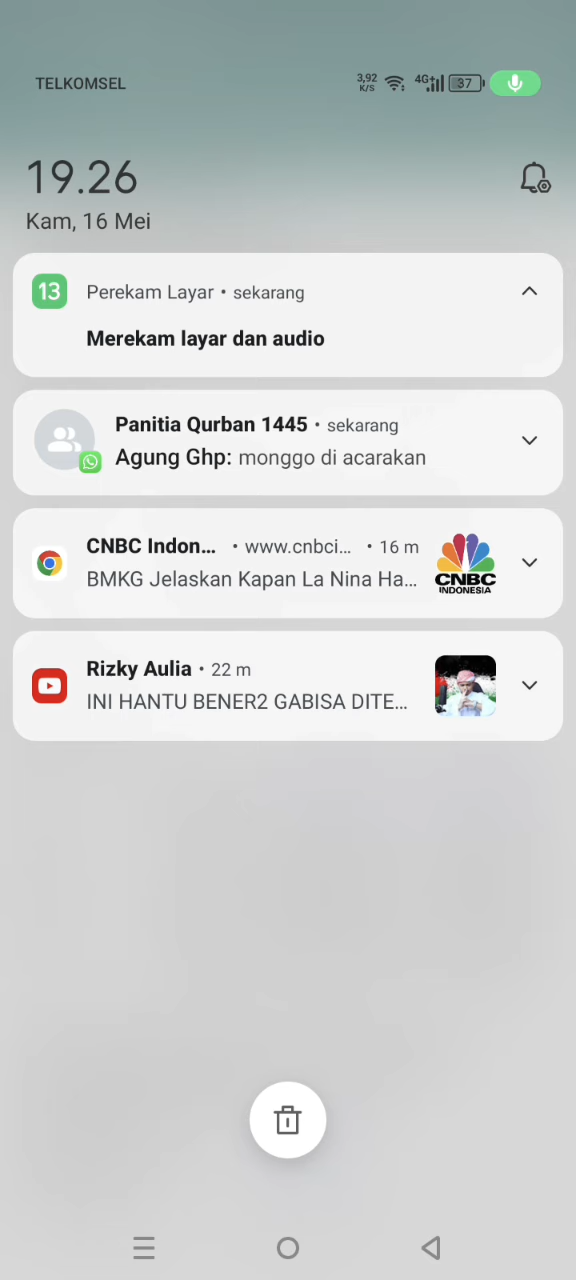 TELKOMSEL 3,92 K/S 4G+ 37
19.26
Kam, 16 Mei
13 Perekam Layar • sekarang
Merekam layar dan audio
Panitia Qurban 1445 • sekarang
Agung Ghp: monggo di acarakan
CNBC Indon... • www.cnbci... • 16 m
BMKG Jelaskan Kapan La Nina Ha...
CNBC
INDONESIA
Rizky Aulia • 22 m
INI HANTU BENER2 GABISA DITE...